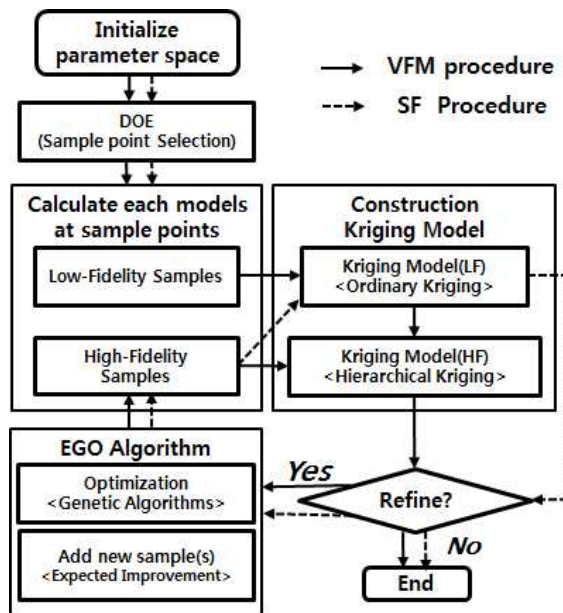 Initialize
parameter space
VFM procedure
SF Procedure
DOE
(Sample point Selection)
Calculate each models
at sample points
Low-Fidelity Samples
High-Fidelity
Samples
Construction
Kriging Model
Kriging Model(LF)
<Ordinary Kriging>
Kriging Model(HF)
<Hierarchical Kriging>
EGO Algorithm
Optimization
<Genetic Algorithms>
Add new sample(s)
<Expected Improvement>
Yes
Refine?
No
End